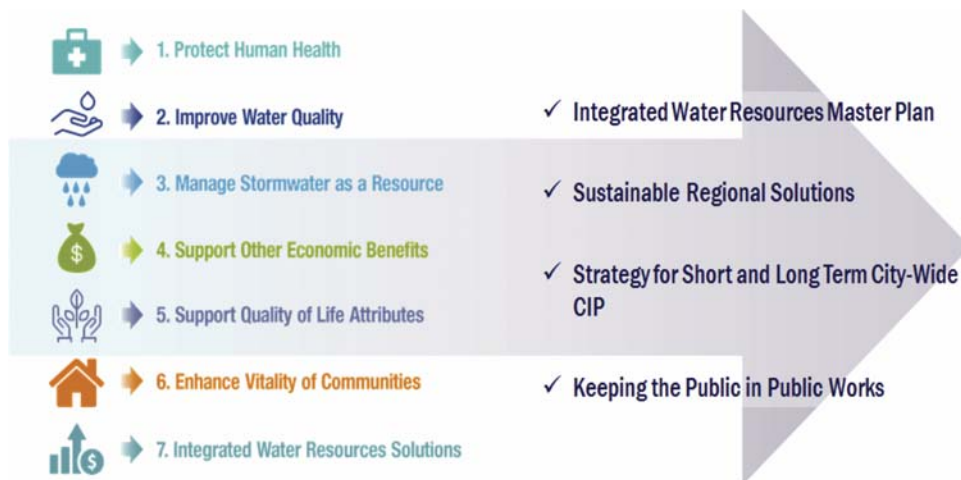 1. Protect Human Health
2. Improve Water Quality
3. Manage Stormwater as a Resource
$
4. Support Other Economic Benefits
5. Support Quality of Life Attributes
6. Enhance Vitality of Communities
$
7. Integrated Water Resources Solutions
✓ Integrated Water Resources Master Plan
✓ Sustainable Regional Solutions
✓ Strategy for Short and Long Term City-Wide
CIP
✓ Keeping the Public in Public Works